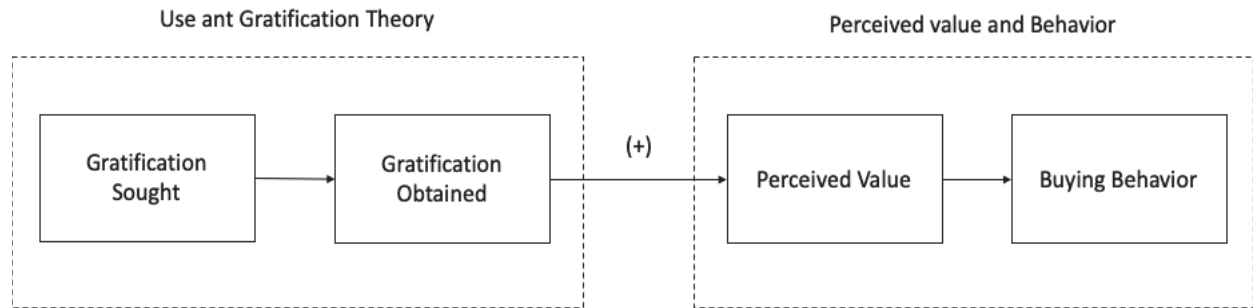 Use ant Gratification Theory
Perceived value and Behavior
Gratification
Sought
Gratification
Obtained
(+)
Perceived Value
Buying Behavior